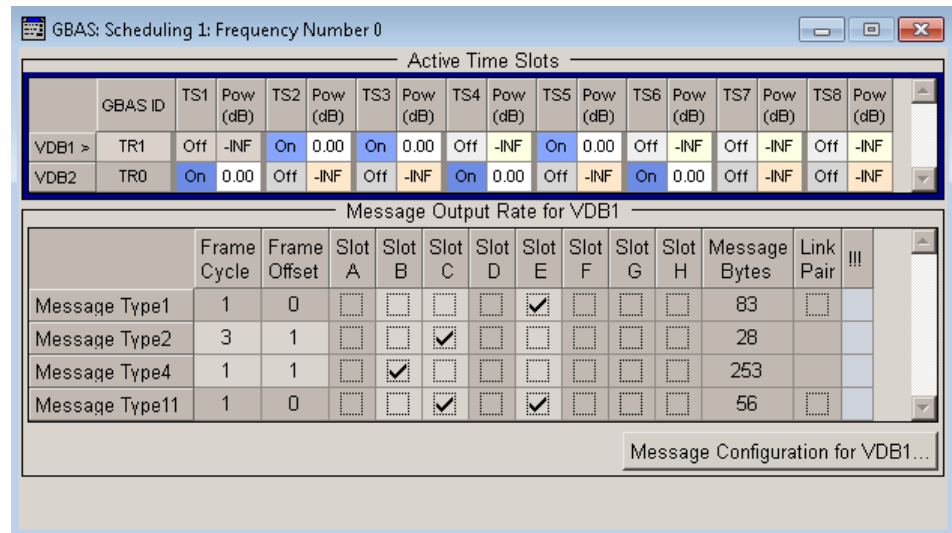 GBAS: Scheduling 1: Frequency Number 0
Active Time Slots
GBAS ID TS1 Pow (dB) TS2 Pow (dB) TS3 Pow (dB) TS4 Pow (dB) TS5 Pow (dB) TS6 Pow (dB) TS7 Pow (dB) TS8 Pow (dB)
VDB1 > TR1 Off -INF On 0.00 On 0.00 Off -INF On 0.00 Off -INF Off -INF Off -INF
VDB2 TR0 On 0.00 Off -INF Off -INF On 0.00 Off -INF On 0.00 Off -INF Off -INF
Message Output Rate for VDB1
Frame Cycle Frame Offset Slot A Slot B Slot C Slot D Slot E Slot F Slot G Slot H Message Bytes Link Pair !!!
Message Type1 1 0 83
Message Type2 3 1 28
Message Type4 1 1 253
Message Type11 1 0 56
Message Configuration for VDB1...